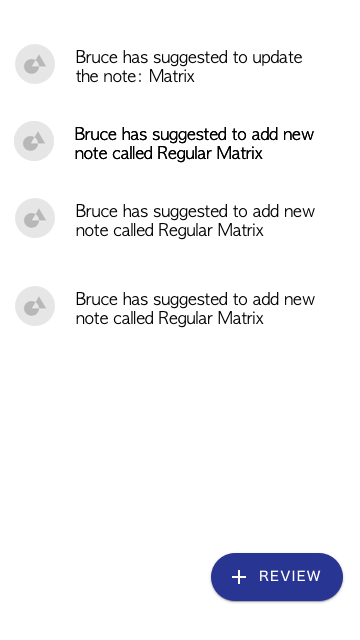 Bruce has suggested to update
the note: Matrix
Bruce has suggested to add new
note called Regular Matrix
Bruce has suggested to add new
note called Regular Matrix
Bruce has suggested to add new
note called Regular Matrix
REVIEW